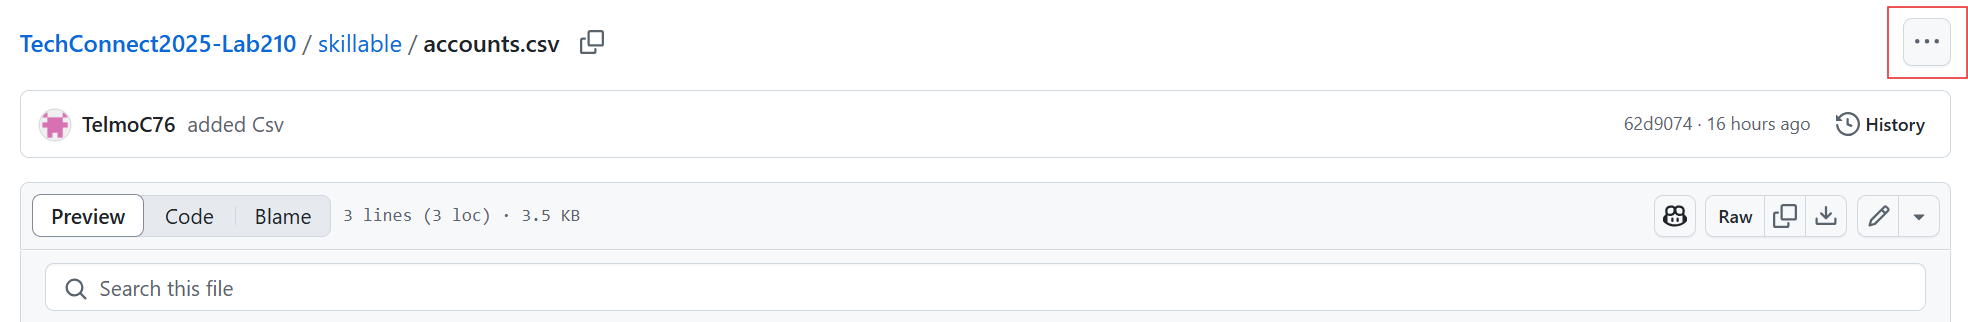 TechConnect2025-Lab210 / skillable / accounts.csv
TelmoC76 added Csv 62d9074 · 16 hours ago History
Preview Code Blame 3 lines (3 loc) · 3.5 KB Raw
Search this file